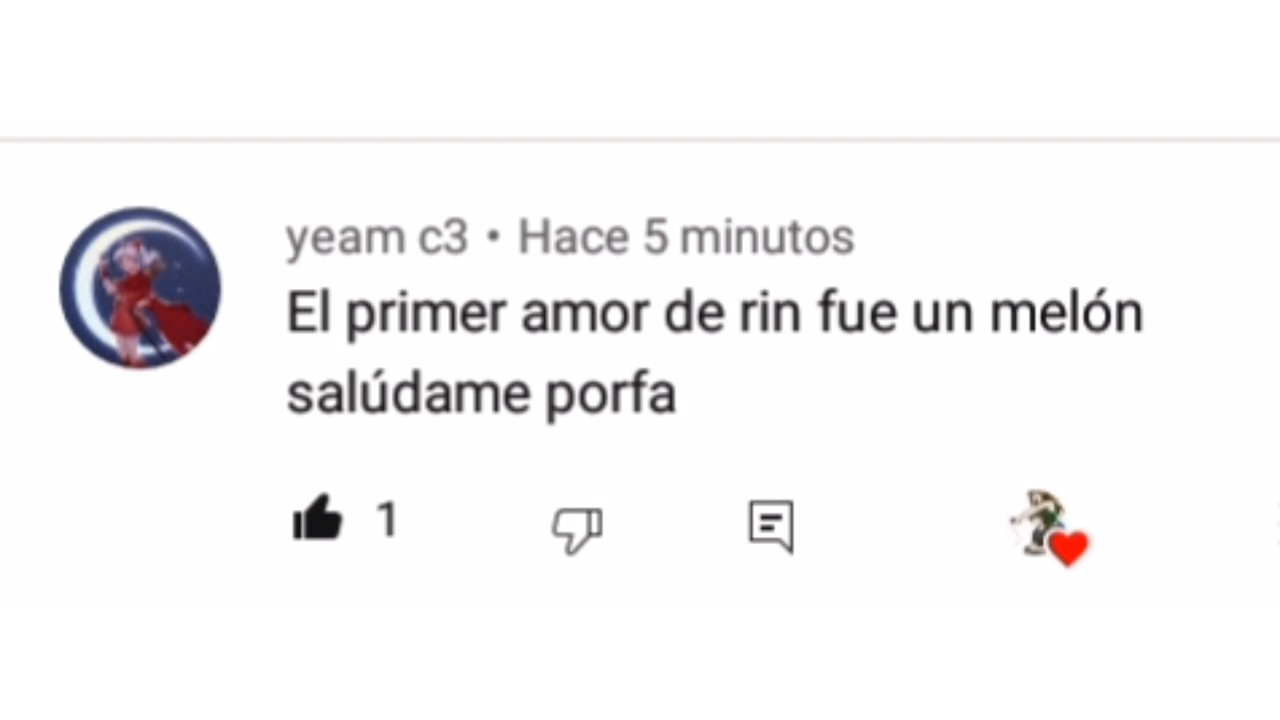 yeam c3 • Hace 5 minutos
El primer amor de rin fue un melón
salúdame porfa
1